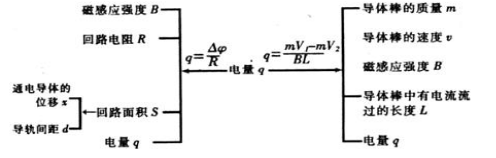 磁感应强度 B
回路电阻 R
通电导体的
位移 x
回路面积 S
导轨间距 d
电量 q
q=Δφ/R
电量 q
q=mV₁-mV₂/BL
导体棒的质量 m
导体棒的速度 v
磁感应强度 B
导体棒中有电流流
过的长度 L
电量 q